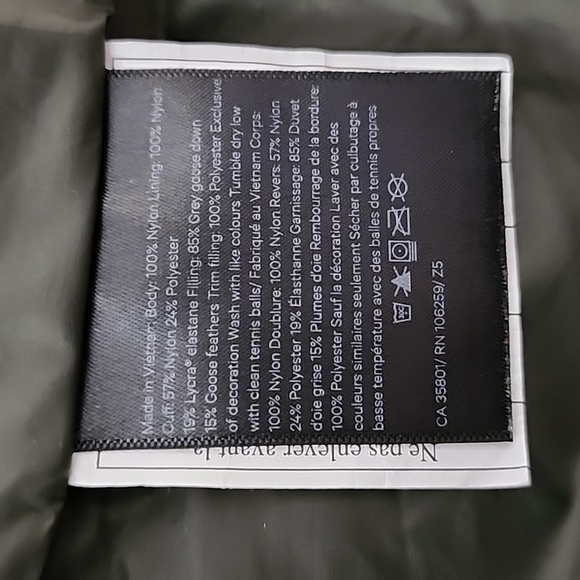 Made in Vietnam: Body: 100% Nylon Lining: 100% Nylon
Cuff: 57% Nylon 24% Polyester
19% Lycra® elastane Filling: 85% Grey goose down
15% Goose feathers Trim filling: 100% Polyester Exclusive
of decoration Wash with like colours Tumble dry low
with clean tennis balls/ Fabriqué au Vietnam Corps:
100% Nylon Doublure: 100% Nylon Revers: 57% Nylon
24% Polyester 19% Élasthanne Garnissage: 85% Duvet
d'oie grise 15% Plumes d'oie Rembourrage de la bordure:
100% Polyester Sauf la décoration Laver avec des
couleurs similaires seulement Sécher par culbutage à
basse température avec des balles de tennis propres
CA 35801/ RN 106259/ Z5
Ne pas enlever avant la